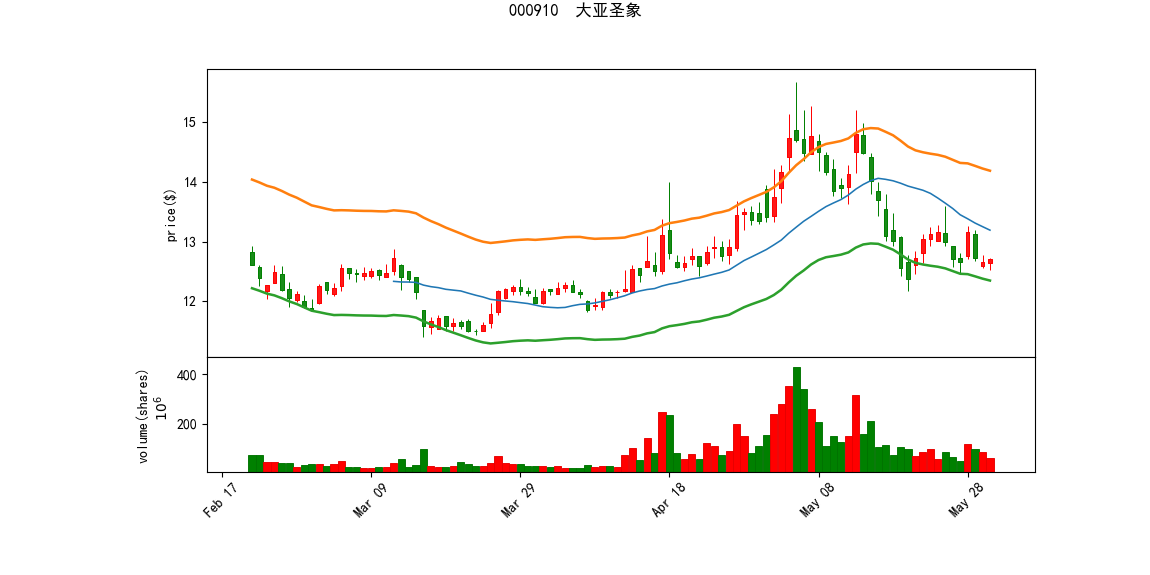 000910 大亚圣象
price($)
15
14
13
12
volume(shares)
10^6
400
200
Feb 17
Mar 09
Mar 29
Apr 18
May 08
May 28